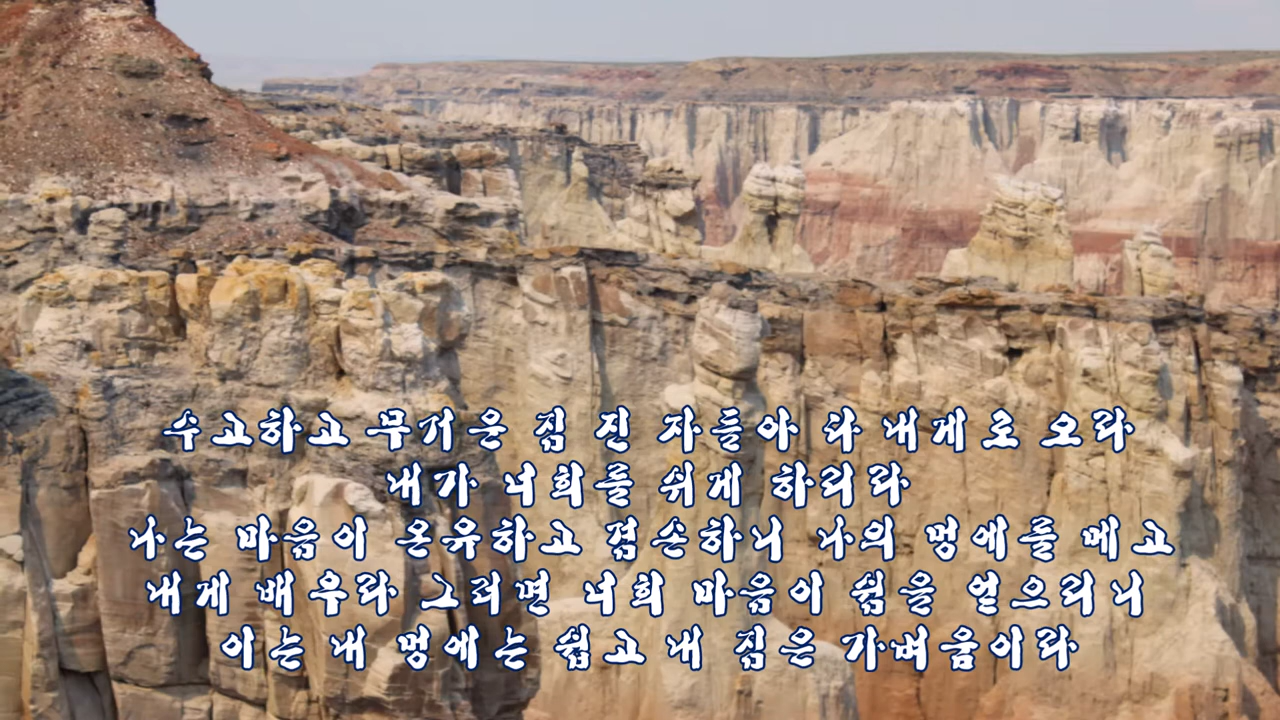 수고하고 무거운 짐 진 자들아 다 내게로 오라
내가 너희를 쉬게 하리라
나는 마음이 온유하고 겸손하니 나의 멍에를 메고
내게 배우라 그러면 너희 마음이 쉼을 얻으리니
이는 내 멍에는 쉽고 내 짐은 가벼움이라